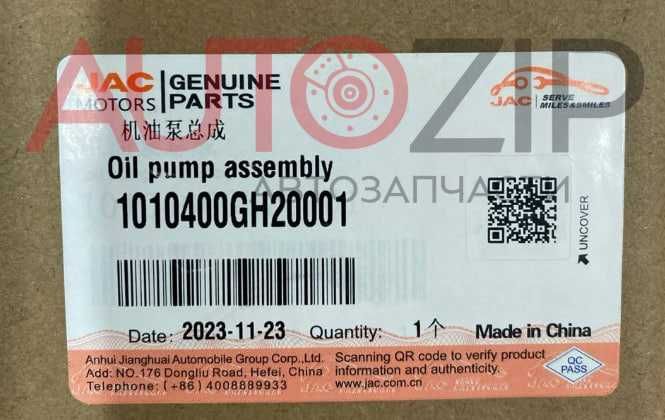 JAC MOTORS
GENUINE PARTS
JAC
SERVE
MILES&SMILES
AUTOZIP
АВТОЗАПЧАСТИ
机油泵总成
Oil pump assembly
1010400GH20001
UNCOVER
Date: 2023-11-23 Quantity: 1个 Made in China
Anhui Jianghuai Automobile Group Corp.,Ltd.
Add: NO.176 Dongliu Road, Hefei, China
Telephone: (+86) 4008889933
Scanning QR code to verify product
information and authenticity.
www.jac.com.cn
QC
PASS